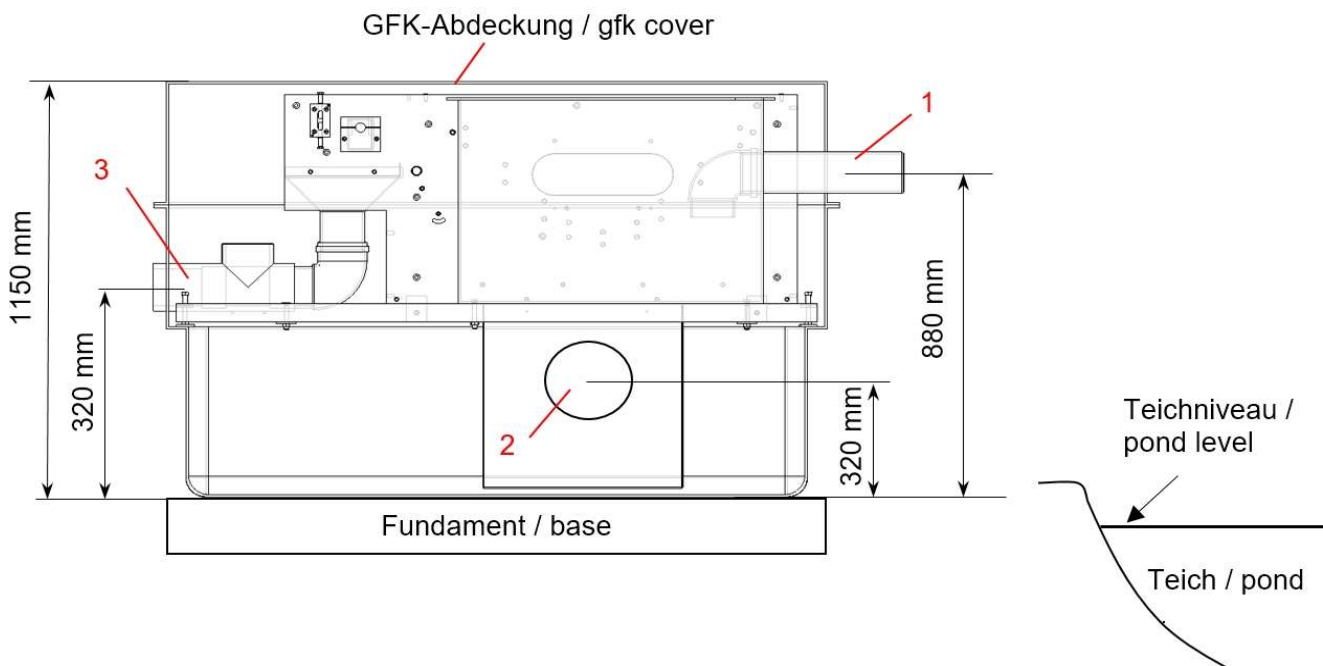 GFK-Abdeckung / gfk cover
1
3
1150 mm
320 mm
880 mm
2
320 mm
Teichniveau /
pond level
Fundament / base
Teich / pond